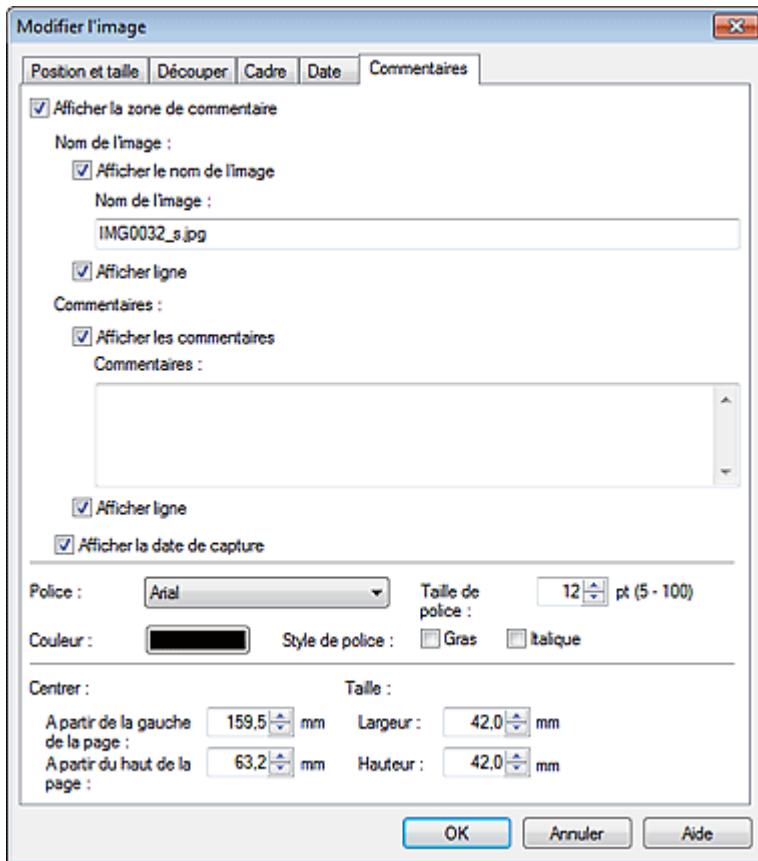 Modifier l'image
Position et taille Découper Cadre Date Commentaires
Afficher la zone de commentaire
Nom de l'image :
Afficher le nom de l'image
Nom de l'image :
IMG0032_s.jpg
Afficher ligne
Commentaires :
Afficher les commentaires
Commentaires :
Afficher ligne
Afficher la date de capture
Police : Arial Taille de police : 12 pt (5 - 100)
Couleur : Style de police : Gras Italique
Centrer : Taille :
A partir de la gauche de la page : 159,5 mm Largeur : 42,0 mm
A partir du haut de la page : 63,2 mm Hauteur : 42,0 mm
OK Annuler Aide